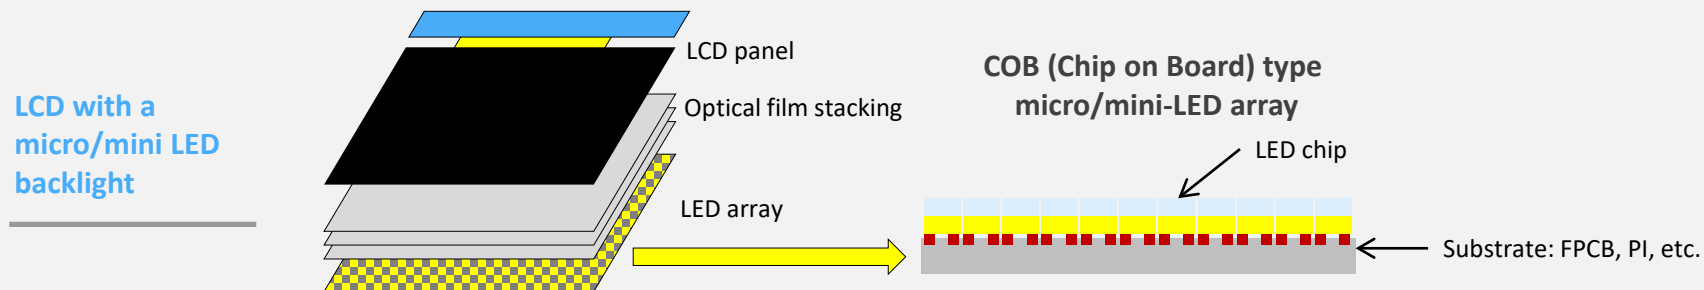 LCD with a
micro/mini LED
backlight
LCD panel
Optical film stacking
LED array
COB (Chip on Board) type
micro/mini-LED array
LED chip
Substrate: FPCB, PI, etc.